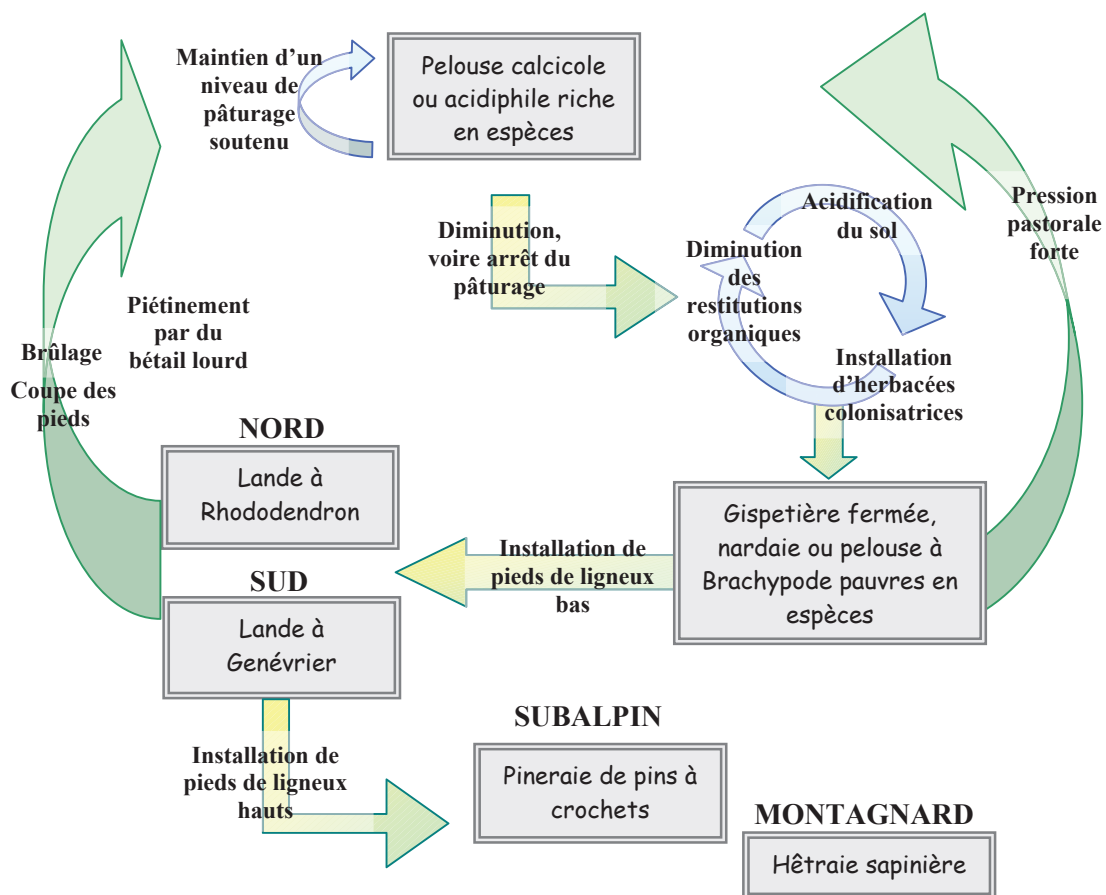 Maintien d'un
niveau de
pâturage
soutenu
Pelouse calcicole
ou acidiphile riche
en espèces
Diminution,
voire arrêt du
pâturage
Acidification
du sol
Diminution
des
restitutions
organiques
Installation
d'herbacées
colonisatrices
Pression
pastorale
forte
Piétinement
par du
bétail lourd
Brûlage
Coupe des
pieds
NORD
Lande à
Rhododendron
SUD
Lande à
Genévrier
Installation de
pieds de ligneux
bas
Gispetière fermée,
nardaie ou pelouse à
Brachypode pauvres en
espèces
Installation de
pieds de ligneux
hauts
SUBALPIN
Pineraie de pins à
crochets
MONTAGNARD
Hêtraie sapinière